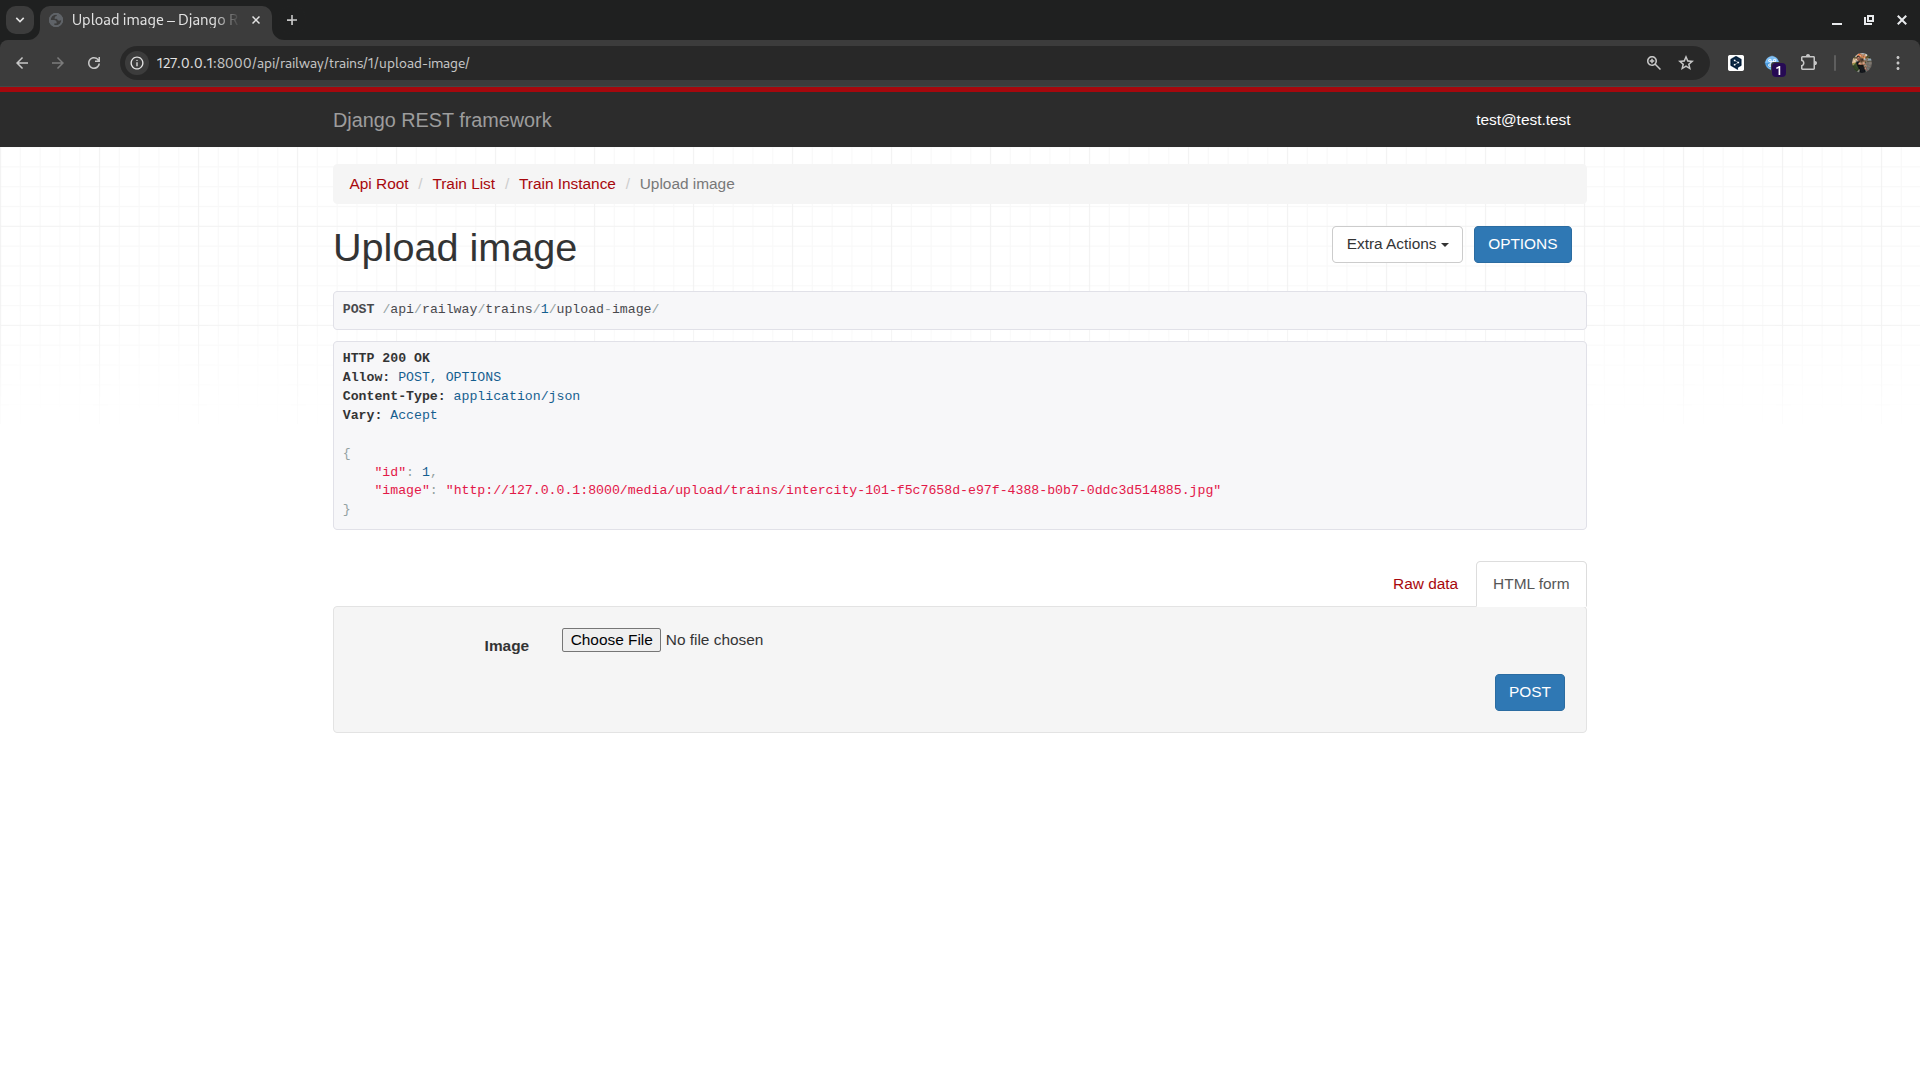 Upload image – Django R
127.0.0.1:8000/api/railway/trains/1/upload-image/
1
Django REST framework
test@test.test
Api Root / Train List / Train Instance / Upload image
Upload image
Extra Actions
OPTIONS
POST /api/railway/trains/1/upload-image/
HTTP 200 OK
Allow: POST, OPTIONS
Content-Type: application/json
Vary: Accept
{
"id": 1,
"image": "http://127.0.0.1:8000/media/upload/trains/intercity-101-f5c7658d-e97f-4388-b0b7-0ddc3d514885.jpg"
}
Raw data
HTML form
Image
Choose File No file chosen
POST